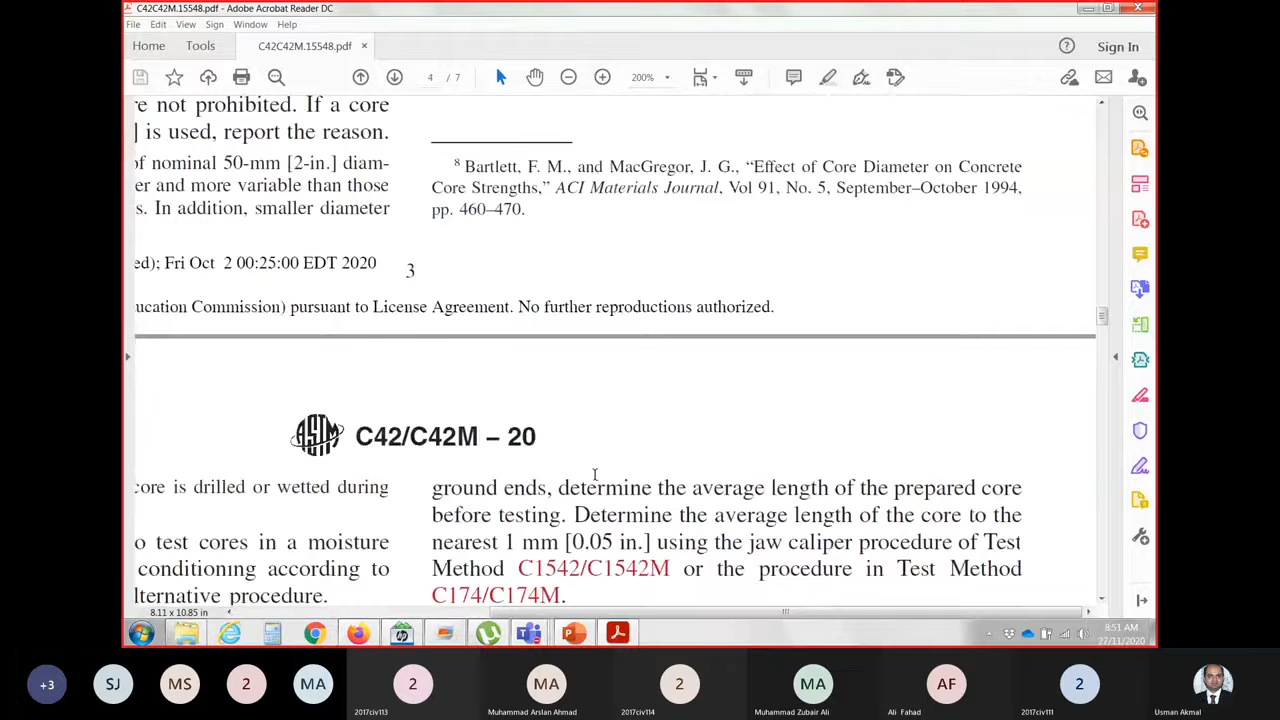 C42C42M.15548.pdf - Adobe Acrobat Reader DC
File Edit View Sign Window Help
Home Tools C42C42M.15548.pdf × Sign In
4 / 7 200%
re not prohibited. If a core
] is used, report the reason.
of nominal 50-mm [2-in.] diam-
er and more variable than those
s. In addition, smaller diameter
8 Bartlett, F. M., and MacGregor, J. G., “Effect of Core Diameter on Concrete
Core Strengths,” ACI Materials Journal, Vol 91, No. 5, September–October 1994,
pp. 460–470.
ed); Fri Oct 2 00:25:00 EDT 2020
3
ucation Commission) pursuant to License Agreement. No further reproductions authorized.
ASTM C42/C42M – 20
core is drilled or wetted during
o test cores in a moisture
conditioning according to
lternative procedure.
ground ends, determine the average length of the prepared core
before testing. Determine the average length of the core to the
nearest 1 mm [0.05 in.] using the jaw caliper procedure of Test
Method C1542/C1542M or the procedure in Test Method
C174/C174M.
8.11 x 10.85 in
8:51 AM
27/11/2020
+3 SJ MS 2 MA 2 MA 2 MA AF 2
2017civ113 Muhammad Arslan Ahmad 2017civ114 Muhammad Zubair Ali Ali Fahad 2017civ111 Usman Akmal